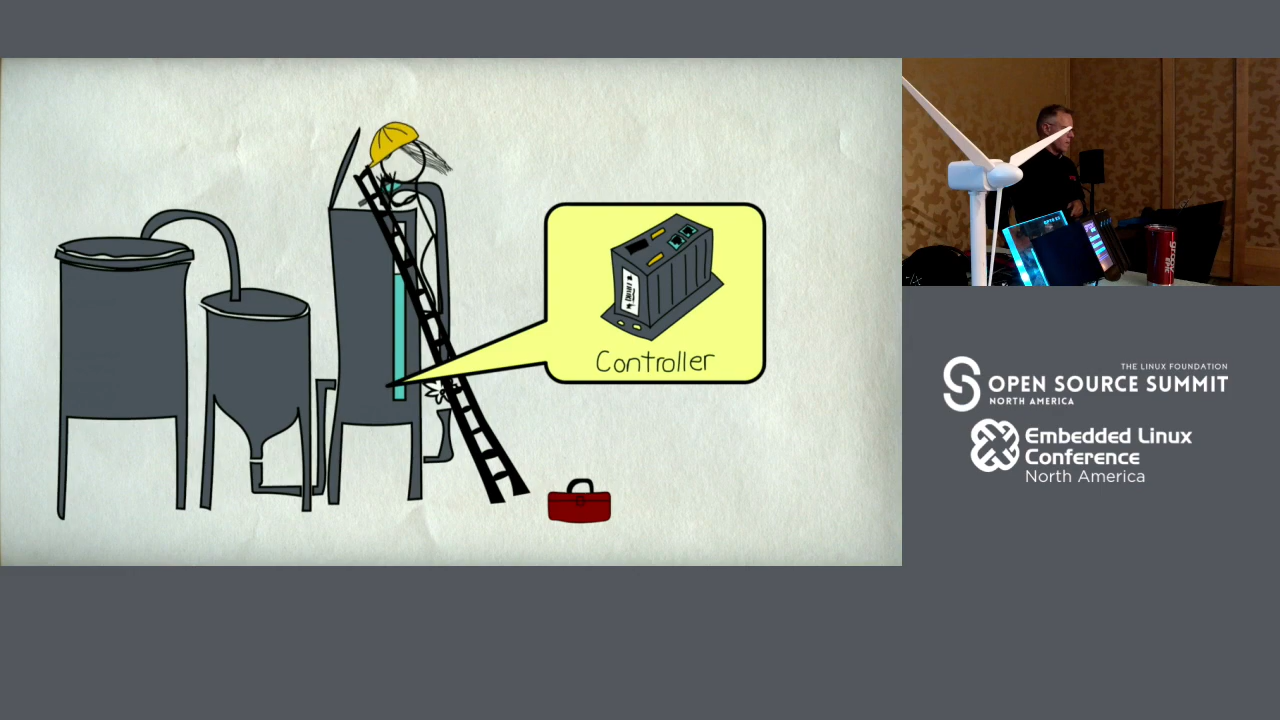 Controller
THE LINUX FOUNDATION
OPEN SOURCE SUMMIT
NORTH AMERICA
Embedded Linux
Conference
North America